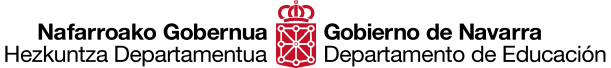 Nafarroako Gobernua
Hezkuntza Departamentua
Gobierno de Navarra
Departamento de Educación